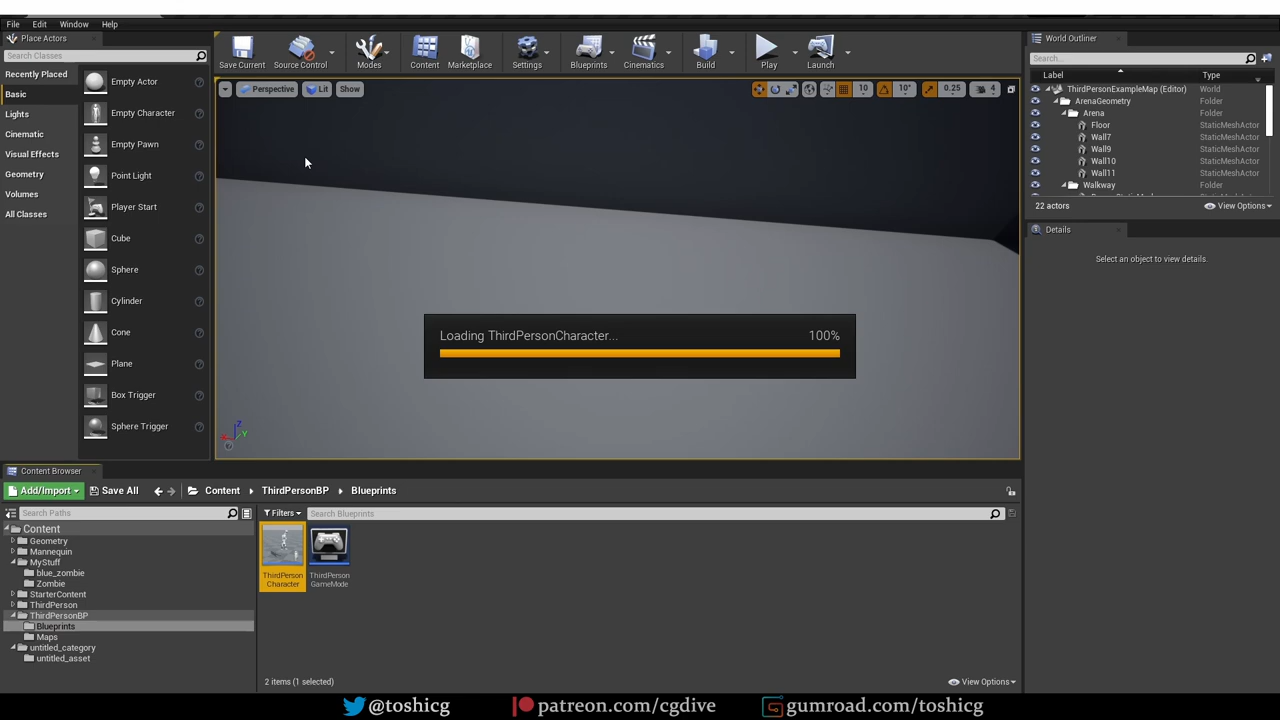 File Edit Window Help
Place Actors
Search Classes
Recently Placed
Basic
Lights
Cinematic
Visual Effects
Geometry
Volumes
All Classes
Empty Actor
Empty Character
Empty Pawn
Point Light
Player Start
Cube
Sphere
Cylinder
Cone
Plane
Box Trigger
Sphere Trigger
Save Current Source Control Modes Content Marketplace Settings Blueprints Cinematics Build Play Launch
Perspective Lit Show 10 10° 0.25 4
Loading ThirdPersonCharacter... 100%
World Outliner
Search...
Label Type
ThirdPersonExampleMap (Editor) World
ArenaGeometry Folder
Arena Folder
Floor StaticMeshActor
Wall7 StaticMeshActor
Wall9 StaticMeshActor
Wall10 StaticMeshActor
Wall11 StaticMeshActor
Walkway Folder
22 actors View Options
Details
Select an object to view details.
Content Browser
Add/Import Save All Content ThirdPersonBP Blueprints
Search Paths
Filters Search Blueprints
Content
Geometry
Mannequin
MyStuff
blue_zombie
Zombie
StarterContent
ThirdPerson
ThirdPersonBP
Blueprints
Maps
untitled_category
untitled_asset
ThirdPerson
Character
ThirdPerson
GameMode
2 items (1 selected) View Options
@toshicg patreon.com/cgdive gumroad.com/toshicg